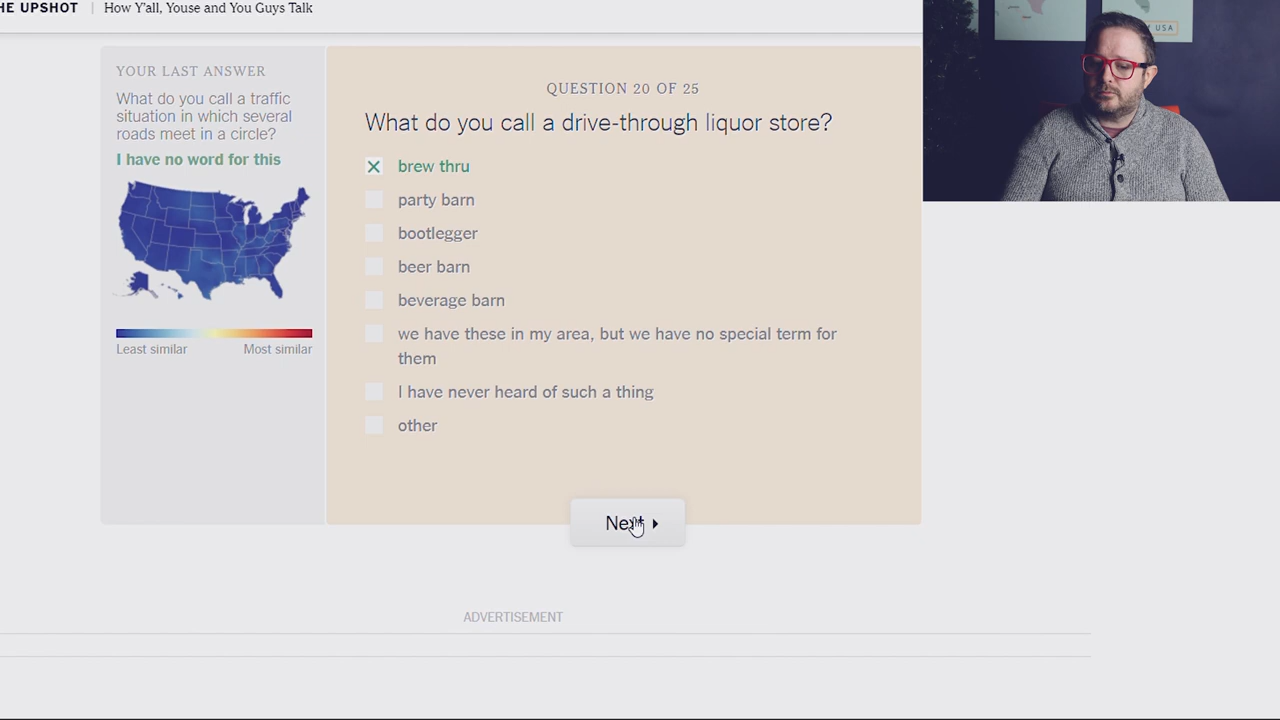 HE UPSHOT | How Y'all, Youse and You Guys Talk
YOUR LAST ANSWER
What do you call a traffic
situation in which several
roads meet in a circle?
I have no word for this
Least similar Most similar
QUESTION 20 OF 25
What do you call a drive-through liquor store?
brew thru
party barn
bootlegger
beer barn
beverage barn
we have these in my area, but we have no special term for
them
I have never heard of such a thing
other
Next
ADVERTISEMENT
USA